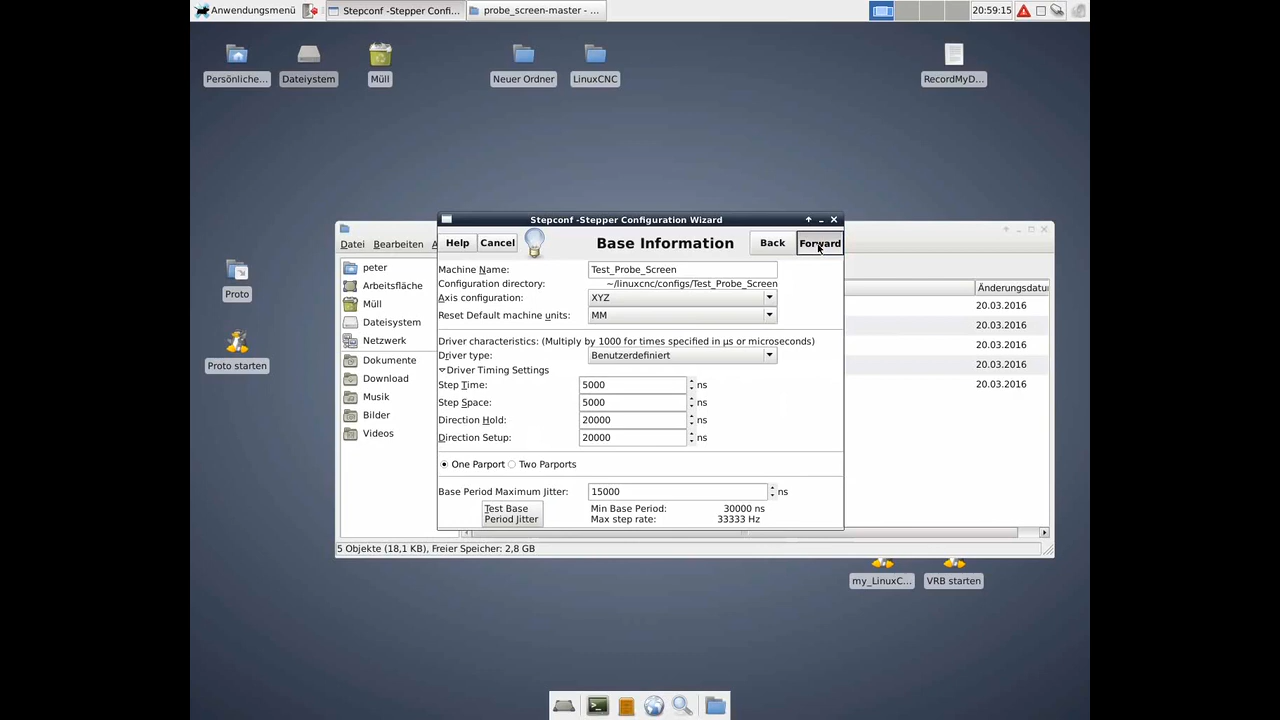 Anwendungsmenü
Stepconf -Stepper Confi...
probe_screen-master - ...
20:59:15
Persönliche...
Dateiystem
Müll
Neuer Ordner
LinuxCNC
RecordMyD...
Proto
Proto starten
Stepconf -Stepper Configuration Wizard
Datei
Bearbeiten
Help
Cancel
Base Information
Back
Forward
peter
Arbeitsfläche
Müll
Dateiystem
Netzwerk
Dokumente
Download
Musik
Bilder
Videos
Machine Name:
Test_Probe_Screen
Configuration directory:
~/linuxcnc/configs/Test_Probe_Screen
Axis configuration:
XYZ
Reset Default machine units:
MM
Driver characteristics: (Multiply by 1000 for times specified in µs or microseconds)
Driver type:
Benutzerdefiniert
Driver Timing Settings
Step Time:
5000
ns
Step Space:
5000
ns
Direction Hold:
20000
ns
Direction Setup:
20000
ns
One Parport
Two Parports
Base Period Maximum Jitter:
15000
ns
Test Base
Period Jitter
Min Base Period:
30000 ns
Max step rate:
33333 Hz
Änderungsdatu
20.03.2016
20.03.2016
20.03.2016
20.03.2016
20.03.2016
5 Objekte (18,1 KB), Freier Speicher: 2,8 GB
my_LinuxC...
VRB starten